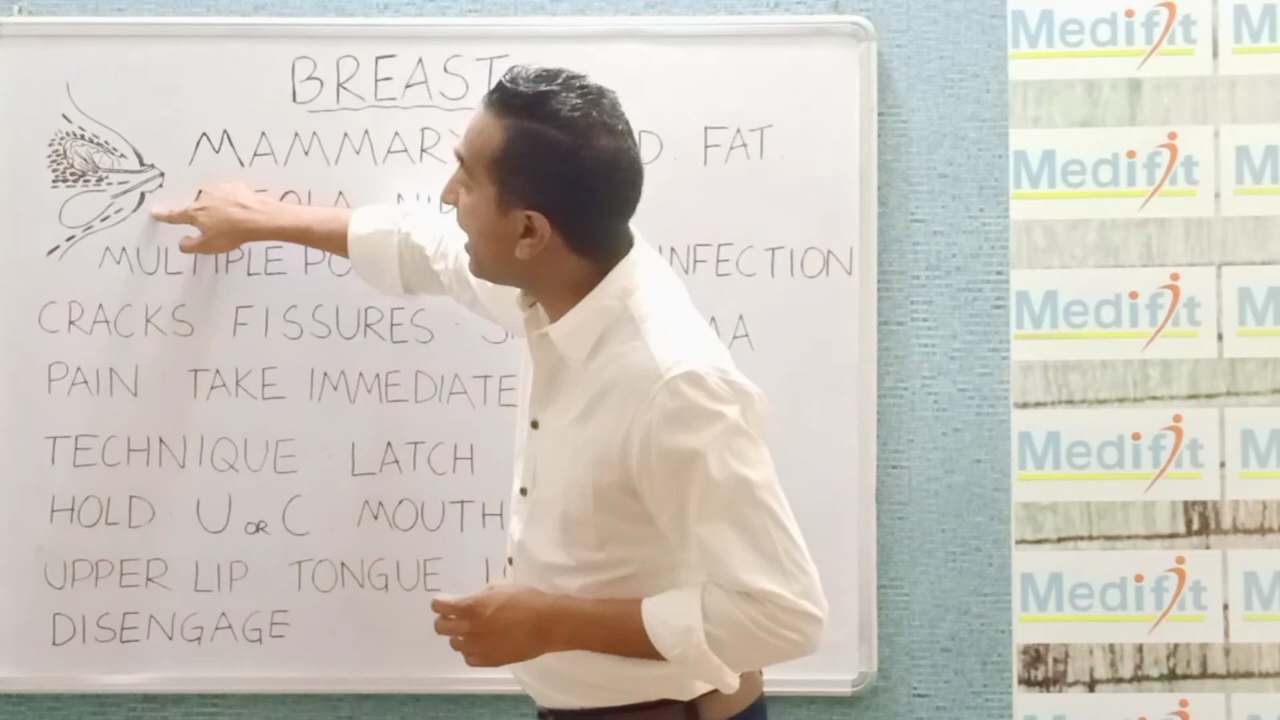 BREAST
MAMMARY D. FAT.
MULTIPLE INFECTION
CRACKS FISSURES
PAIN TAKE IMMEDIATE
TECHNIQUE LATCH
HOLD U OR C MOUTH
UPPER LIP TONGUE
DISENGAGE
Medifit
Medifit
Medifit
Medifit
Medifit